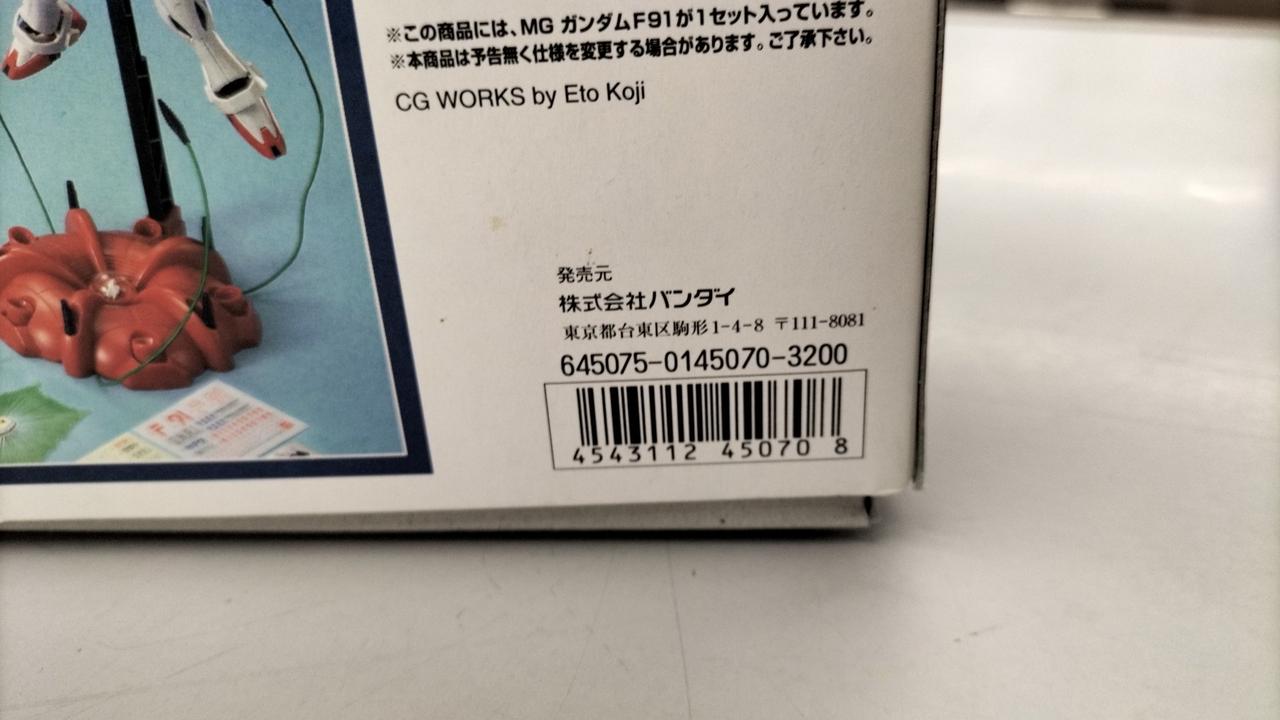 ※この商品には、MG ガンダムF91が1セット入っています。
※本商品は予告無く仕様を変更する場合があります。ご了承下さい。
CG WORKS by Eto Koji
発売元
株式会社バンダイ
東京都台東区駒形1-4-8 〒111-8081
645075-0145070-3200
4543112 45070 8
F 91